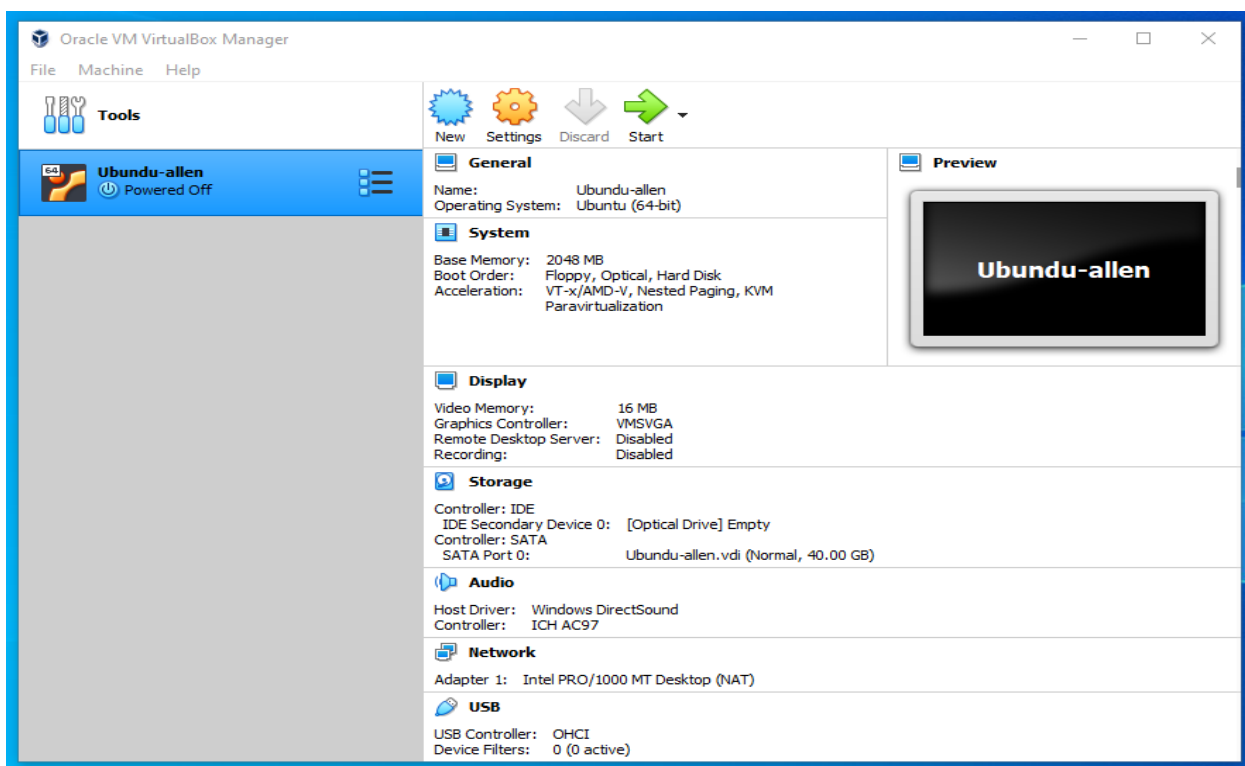 Oracle VM VirtualBox Manager
File Machine Help
Tools
New Settings Discard Start
64
Ubundu-allen
Powered Off
General
Name: Ubundu-allen
Operating System: Ubuntu (64-bit)
Preview
Ubundu-allen
System
Base Memory: 2048 MB
Boot Order: Floppy, Optical, Hard Disk
Acceleration: VT-x/AMD-V, Nested Paging, KVM
Paravirtualization
Display
Video Memory: 16 MB
Graphics Controller: VMSVGA
Remote Desktop Server: Disabled
Recording: Disabled
Storage
Controller: IDE
IDE Secondary Device 0: [Optical Drive] Empty
Controller: SATA
SATA Port 0: Ubundu-allen.vdi (Normal, 40.00 GB)
Audio
Host Driver: Windows DirectSound
Controller: ICH AC97
Network
Adapter 1: Intel PRO/1000 MT Desktop (NAT)
USB
USB Controller: OHCI
Device Filters: 0 (0 active)